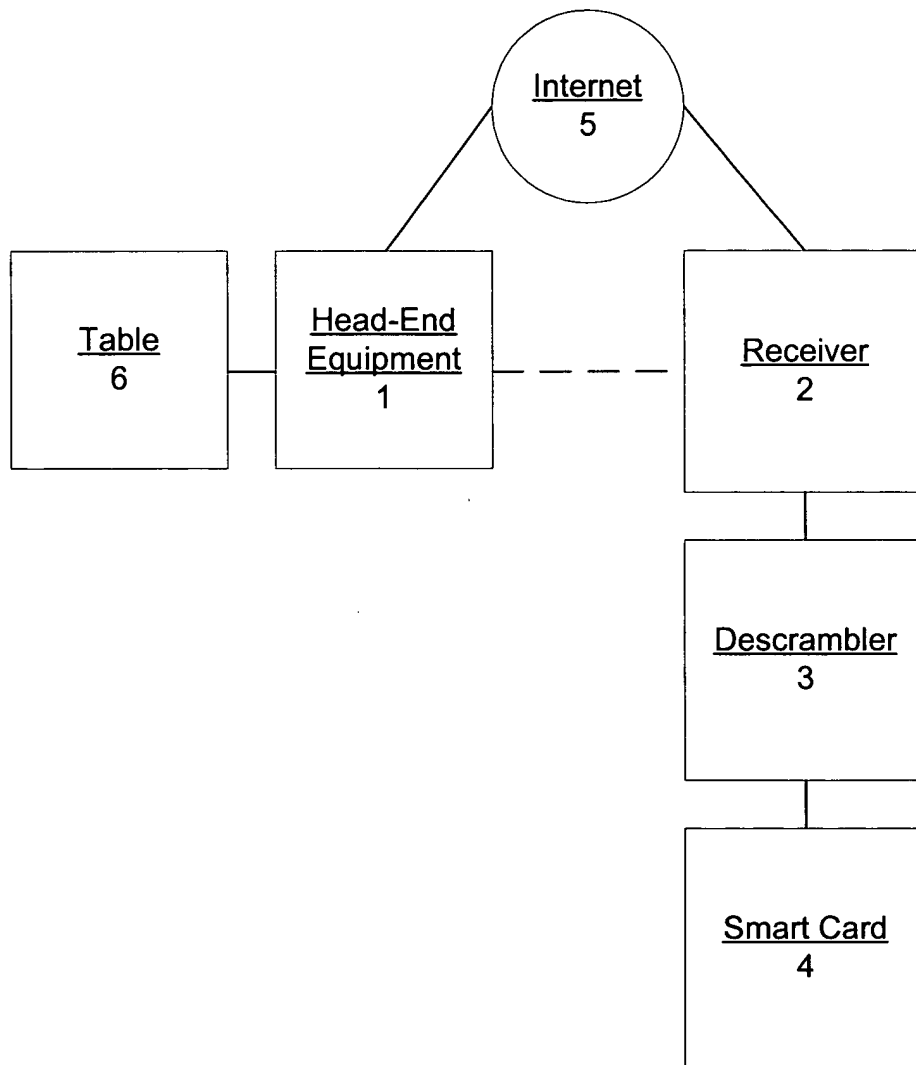 Internet
5
Table
6
Head-End
Equipment
1
Receiver
2
Descrambler
3
Smart Card
4